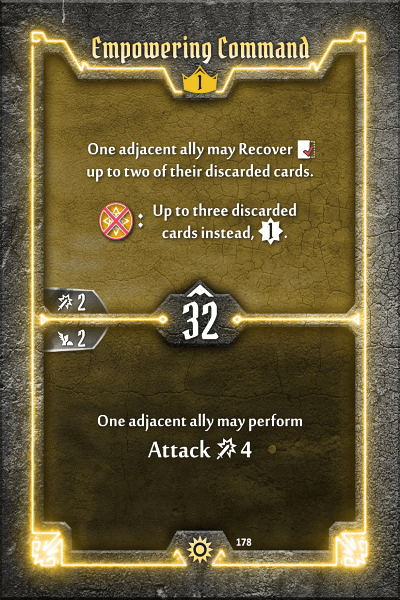 Empowering Command
1
One adjacent ally may Recover
up to two of their discarded cards.
: Up to three discarded
cards instead, 1.
2
32
2
One adjacent ally may perform
Attack 4
178